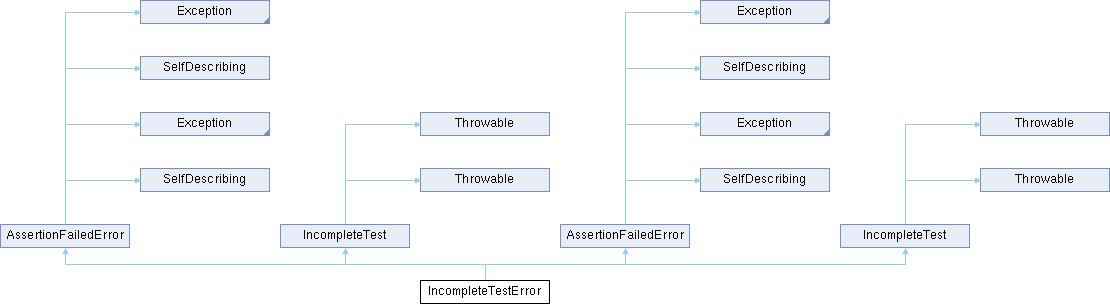 Exception
Exception
SelfDescribing
SelfDescribing
Exception
Throwable
Exception
Throwable
SelfDescribing
Throwable
SelfDescribing
Throwable
AssertionFailedError
IncompleteTest
AssertionFailedError
IncompleteTest
IncompleteTestError